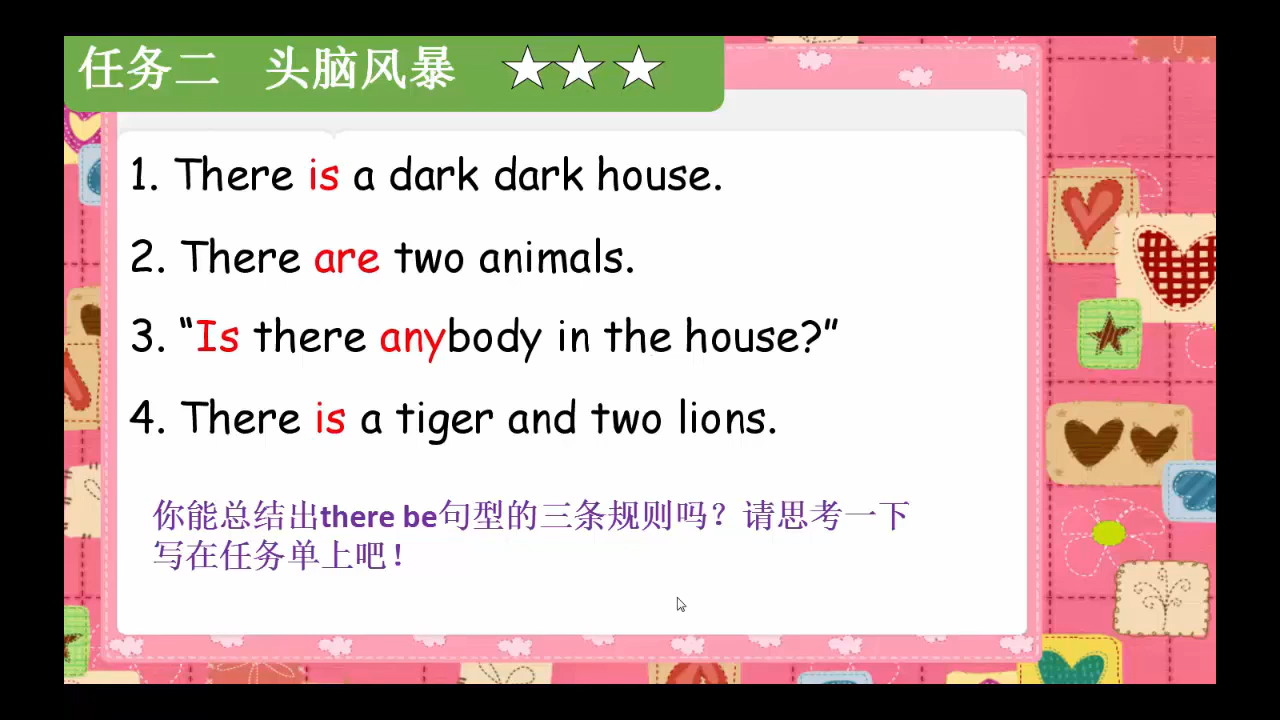 任务二 头脑风暴
1. There is a dark dark house.
2. There are two animals.
3. “Is there anybody in the house?”
4. There is a tiger and two lions.
你能总结出there be句型的三条规则吗？请思考一下
写在任务单上吧！